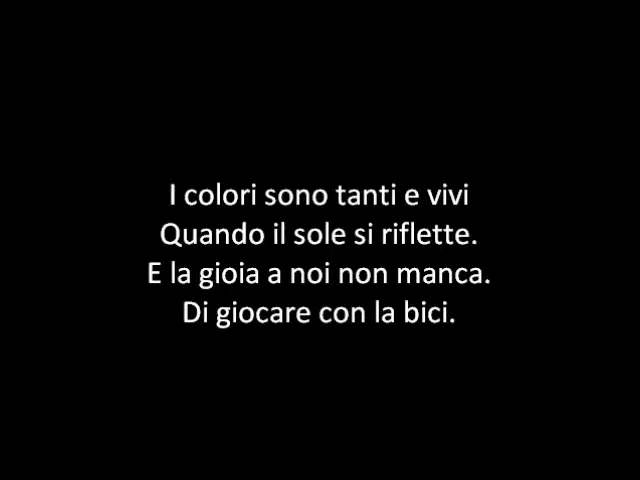 I colori sono tanti e vivi
Quando il sole si riflette.
E la gioia a noi non manca.
Di giocare con la bici.